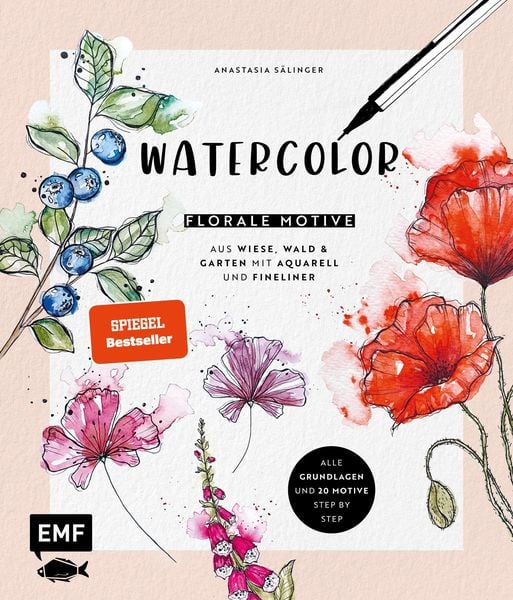 ANASTASIA SÄLINGER
WATERCOLOR
FLORALE MOTIVE
AUS WIESE, WALD &
GARTEN MIT AQUARELL
UND FINELINER
SPIEGEL
Bestseller
ALLE
GRUNDLAGEN
UND 20 MOTIVE
STEP BY
STEP
EMF